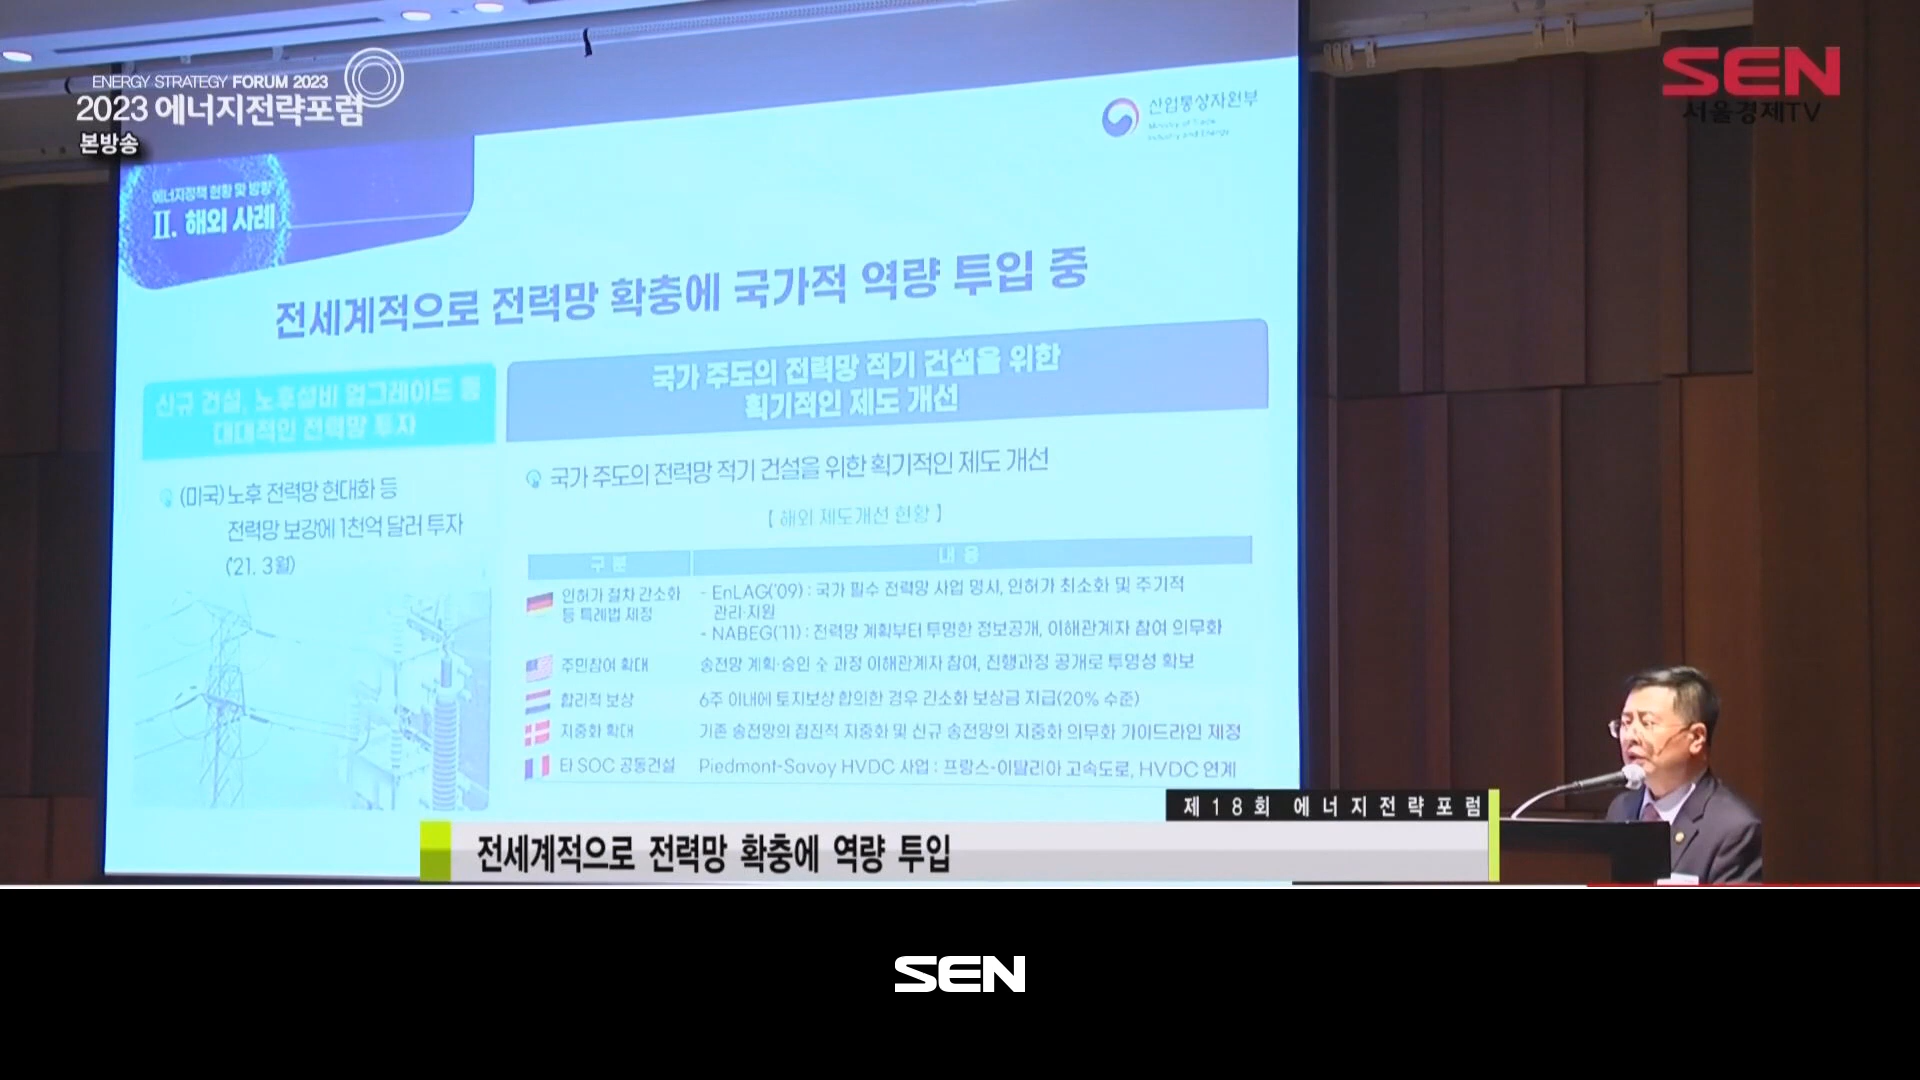 ENERGY STRATEGY FORUM 2023
2023 에너지전략포럼
본방송
SEN
서울경제TV
산업통상자원부
Ministry of Trade
Industry and Energy
에너지정책 현황 및 방향
Ⅱ. 해외 사례
전세계적으로 전력망 확충에 국가적 역량 투입 중
신규 건설, 노후설비 업그레이드 등
대대적인 전력망 투자
(미국) 노후 전력망 현대화 등
전력망 보강에 1천억 달러 투자
('21. 3월)
국가 주도의 전력망 적기 건설을 위한
획기적인 제도 개선
국가 주도의 전력망 적기 건설을 위한 획기적인 제도 개선
【 해외 제도개선 현황 】
구 분 내 용
인허가 절차 간소화
등 특례법 제정
- EnLAG('09) : 국가 필수 전력망 사업 명시, 인허가 최소화 및 주기적
관리·지원
- NABEG('11) : 전력망 계획부터 투명한 정보공개, 이해관계자 참여 의무화
주민참여 확대 송전망 계획·승인 全 과정 이해관계자 참여, 진행과정 공개로 투명성 확보
합리적 보상 6주 이내에 토지보상 합의한 경우 간소화 보상금 지급(20% 수준)
지중화 확대 기존 송전망의 점진적 지중화 및 신규 송전망의 지중화 의무화 가이드라인 제정
타 SOC 공동건설 Piedmont-Savoy HVDC 사업 : 프랑스-이탈리아 고속도로, HVDC 연계
제18회 에너지전략포럼
전세계적으로 전력망 확충에 역량 투입
SEN